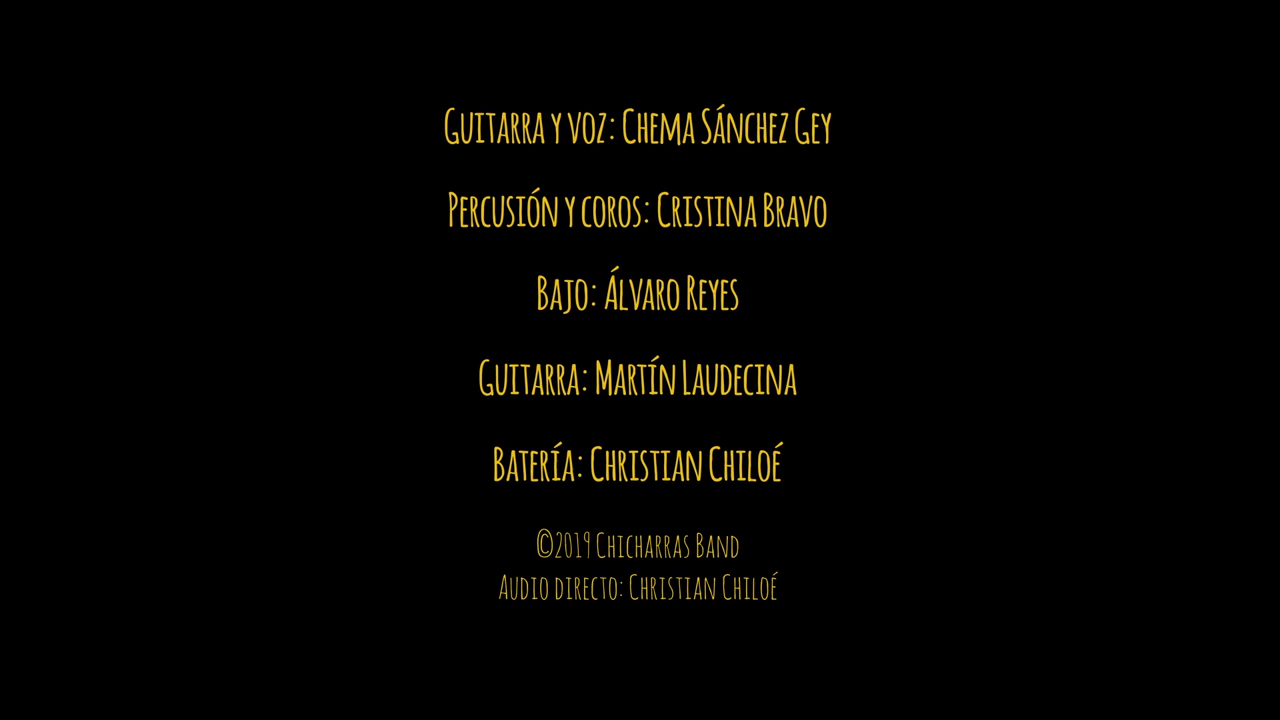 Guitarra y voz: Chema Sánchez Gey
Percusión y coros: Cristina Bravo
Bajo: Álvaro Reyes
Guitarra: Martín Laudecina
Batería: Christian Chiloé
©2019 Chicharras Band
Audio directo: Christian Chiloé